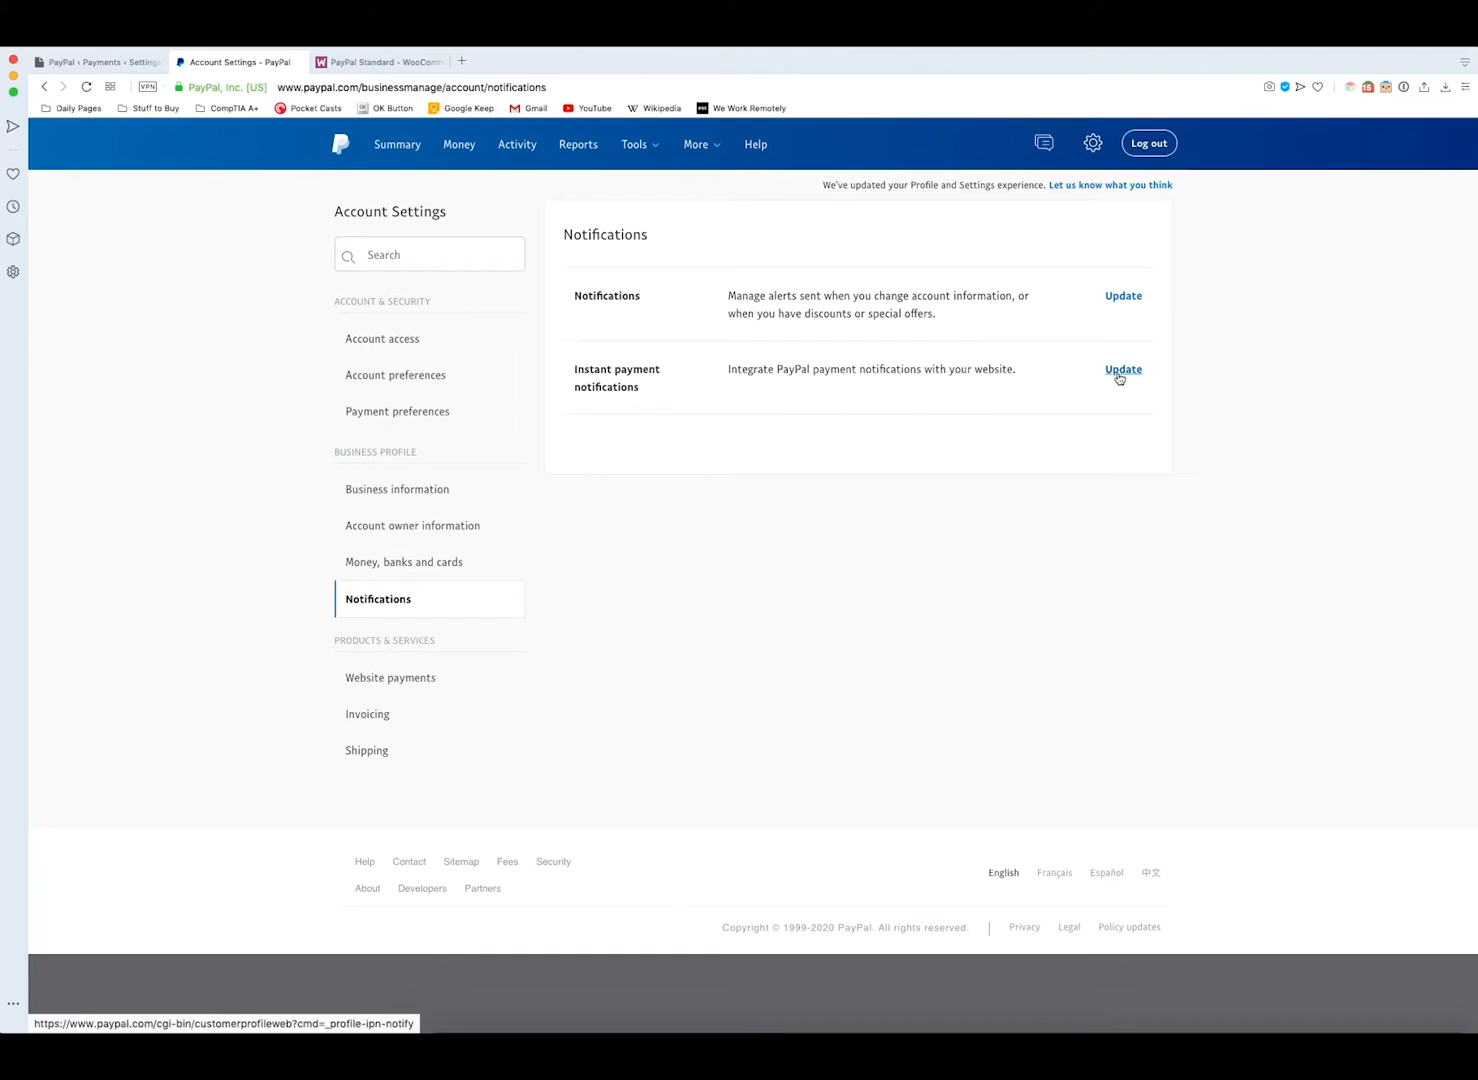 PayPal ‹ Payments ‹ Settings
Account Settings - PayPal
PayPal Standard - WooComm
VPN
PayPal, Inc. [US]
www.paypal.com/businessmanage/account/notifications
Daily Pages
Stuff to Buy
CompTIA A+
Pocket Casts
OK Button
Google Keep
Gmail
YouTube
Wikipedia
We Work Remotely
Summary
Money
Activity
Reports
Tools
More
Help
Log out
We've updated your Profile and Settings experience. Let us know what you think
Account Settings
Search
ACCOUNT & SECURITY
Account access
Account preferences
Payment preferences
BUSINESS PROFILE
Business information
Account owner information
Money, banks and cards
Notifications
PRODUCTS & SERVICES
Website payments
Invoicing
Shipping
Notifications
Notifications
Manage alerts sent when you change account information, or
when you have discounts or special offers.
Update
Instant payment
notifications
Integrate PayPal payment notifications with your website.
Update
Help
Contact
Sitemap
Fees
Security
About
Developers
Partners
English
Français
Español
中文
Copyright © 1999-2020 PayPal. All rights reserved.
Privacy
Legal
Policy updates
https://www.paypal.com/cgi-bin/customerprofileweb?cmd=_profile-ipn-notify